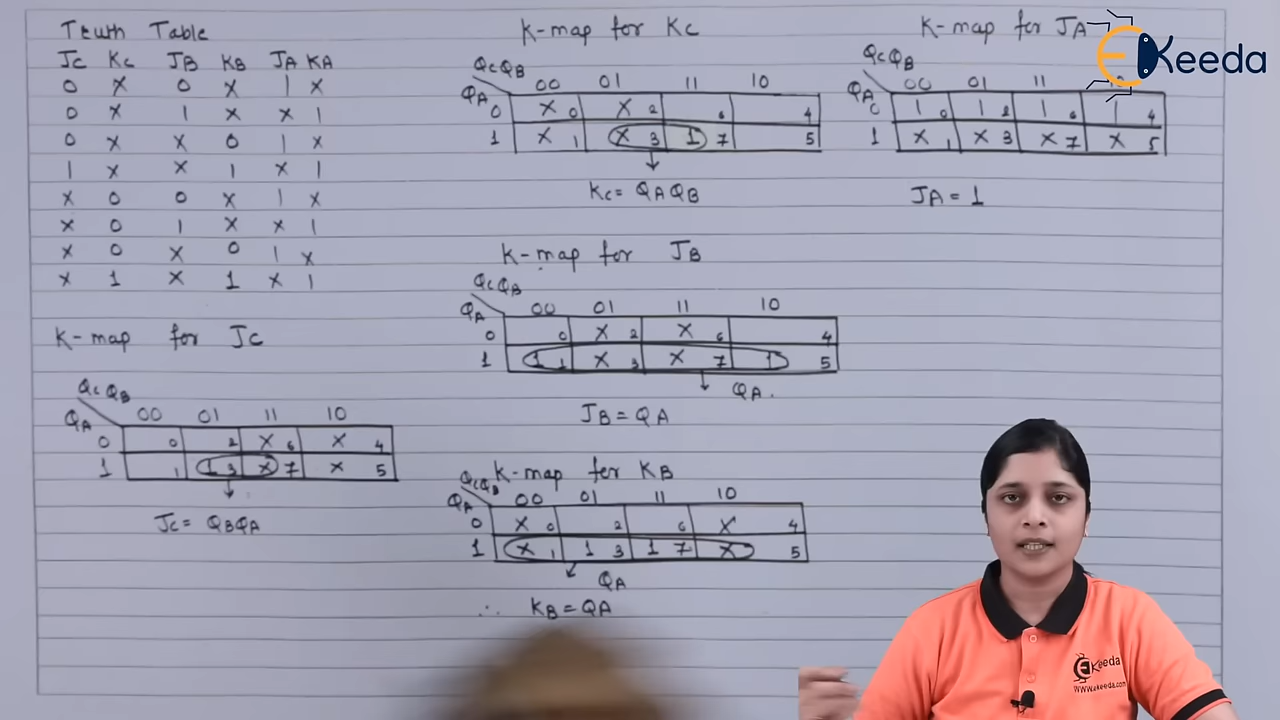 Truth Table
JC KC JB KB JA KA
0 X 0 X 1 X
0 X 1 X X 1
0 X X 0 1 X
1 X X 1 X 1
X 0 0 X 1 X
X 0 1 X X 1
X 0 X 0 1 X
X 1 X 1 X 1
K-map for JC
QCQB
QA 00 01 11 10
0 0 2 X 6 X 4
1 1 1 3 X 7 X 5
JC = QBQA
K-map for KC
QCQB
QA 00 01 11 10
0 X 0 X 2 6 4
1 X 1 X 3 1 7 5
KC = QAQB
K-map for JB
QCQB
QA 00 01 11 10
0 0 X 2 X 6 4
1 1 1 X 3 X 7 1 5
QA.
JB = QA
K-map for KB
QCQB
QA 00 01 11 10
0 X 0 2 6 X 4
1 X 1 1 3 1 7 X 5
QA
∴ KB = QA
K-map for JA
QCQB
QA 00 01 11
0 1 0 1 2 1 6 1 4
1 X 1 X 3 X 7 X 5
JA = 1
Ekeeda
Ekeeda
www.ekeeda.com